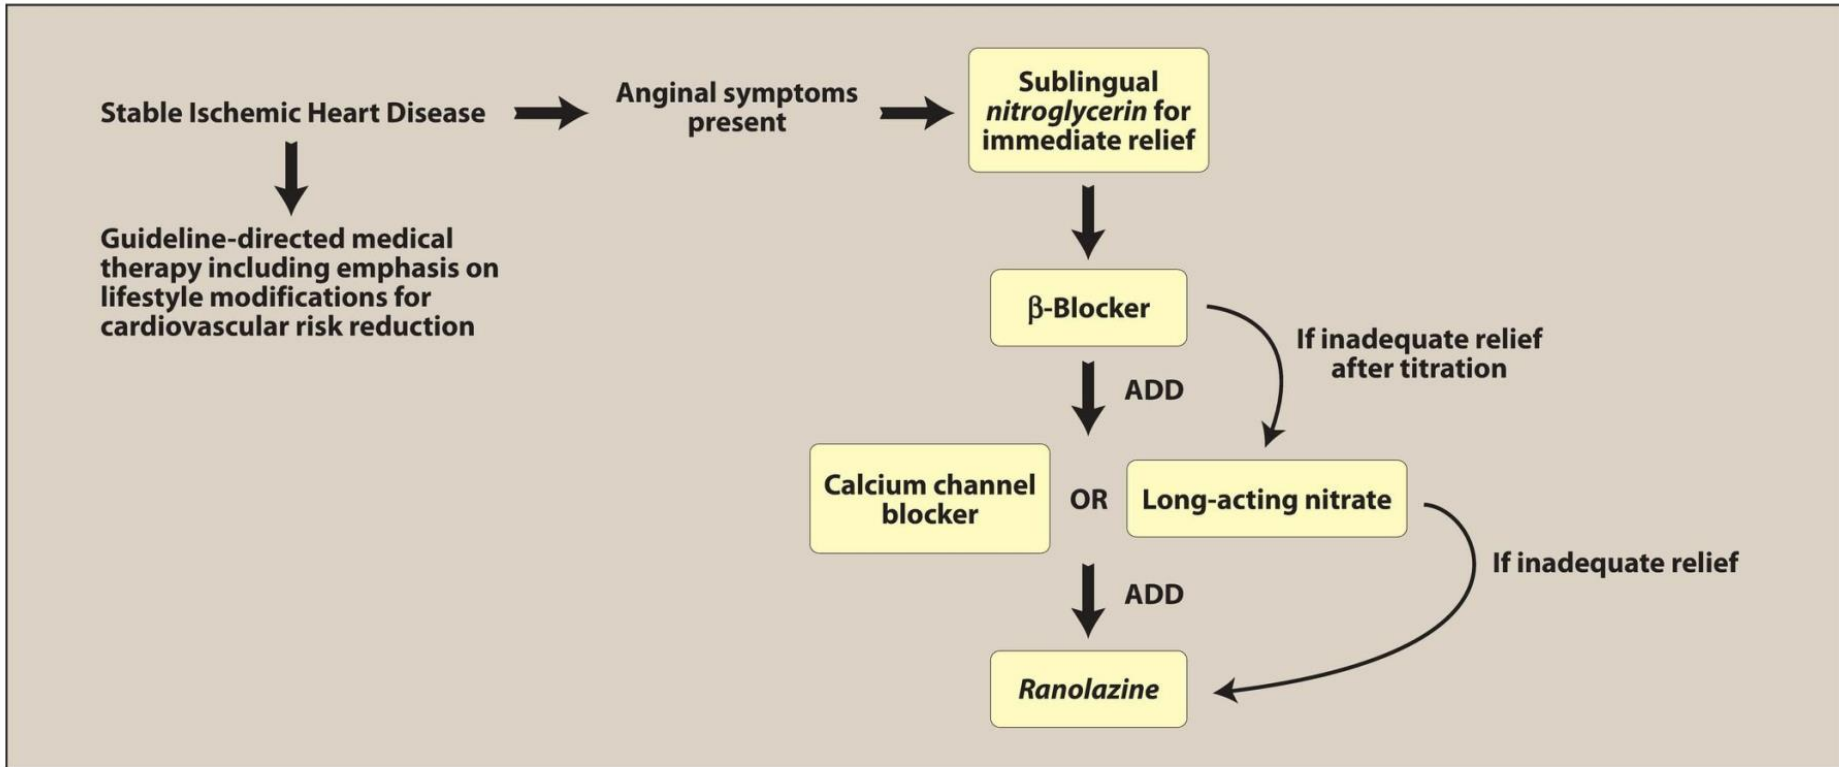 Stable Ischemic Heart Disease
Anginal symptoms
present
Sublingual
nitroglycerin for
immediate relief
Guideline-directed medical
therapy including emphasis on
lifestyle modifications for
cardiovascular risk reduction
β-Blocker
If inadequate relief
after titration
ADD
Calcium channel
blocker
OR
Long-acting nitrate
If inadequate relief
ADD
Ranolazine